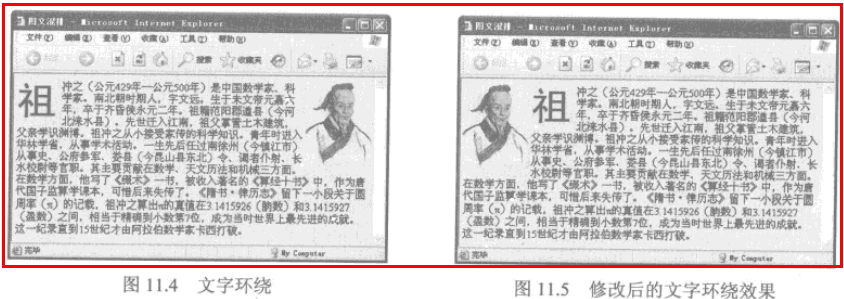 图文混排 - Microsoft Internet Explorer
文件(F) 编辑(E) 查看(V) 收藏(A) 工具(T) 帮助(H)
搜索 收藏夹
祖冲之(公元429年—公元500年)是中国数学家、科
学家。南北朝时期人,字文远。生于未文帝元嘉六
年,卒于齐昏侯永元二年。祖籍范阳郡遒县(今河
北涞水县)。先世迁入江南,祖父掌管土木建筑,
父亲学识渊博。祖冲之从小接受家传的科学知识。青年时进入
华林学省,从事学术活动。一生先后任过南徐州(今镇江市)
从事史、公府参军、娄县(今昆山县东北)令、谒者仆射、长
水校尉等官职。其主要贡献在数学、天文历法和机械三方面。
在数学方面,他写了《缀术》一书,被收入著名的《算经十书》中,作为唐
代国子监算学课本,可惜后来失传了。《隋书·律历志》留下一小段关于圆
周率(π)的记载,祖冲之算出π的真值在3.1415926(朒数)和3.1415927
(盈数)之间,相当于精确到小数第7位,成为当时世界上最先进的成就。
这一纪录直到15世纪才由阿拉伯数学家卡西打破。
完毕 My Computer
图 11.4 文字环绕
图文混排 - Microsoft Internet Explorer
文件(F) 编辑(E) 查看(V) 收藏(A) 工具(T) 帮助(H)
搜索 收藏夹
祖冲之(公元429年—公元500年)是中国数学家、科
学家。南北朝时期人,字文远。生于未文帝元嘉六
年,卒于齐昏侯永元二年。祖籍范阳郡遒县(今河
北涞水县)。先世迁入江南,祖父掌管土木建筑,
父亲学识渊博。祖冲之从小接受家传的科学知识。青年时进入
华林学省,从事学术活动。一生先后任过南徐州(今镇江市)
从事史、公府参军、娄县(今昆山县东北)令、谒者仆射、长
水校尉等官职。其主要贡献在数学、天文历法和机械三方面。
在数学方面,他写了《缀术》一书,被收入著名的《算经十书》中,作为唐
代国子监算学课本,可惜后来失传了。《隋书·律历志》留下一小段关于圆
周率(π)的记载,祖冲之算出π的真值在3.1415926(朒数)和3.1415927
(盈数)之间,相当于精确到小数第7位,成为当时世界上最先进的成就。
这一纪录直到15世纪才由阿拉伯数学家卡西打破。
完毕 My Computer
图 11.5 修改后的文字环绕效果